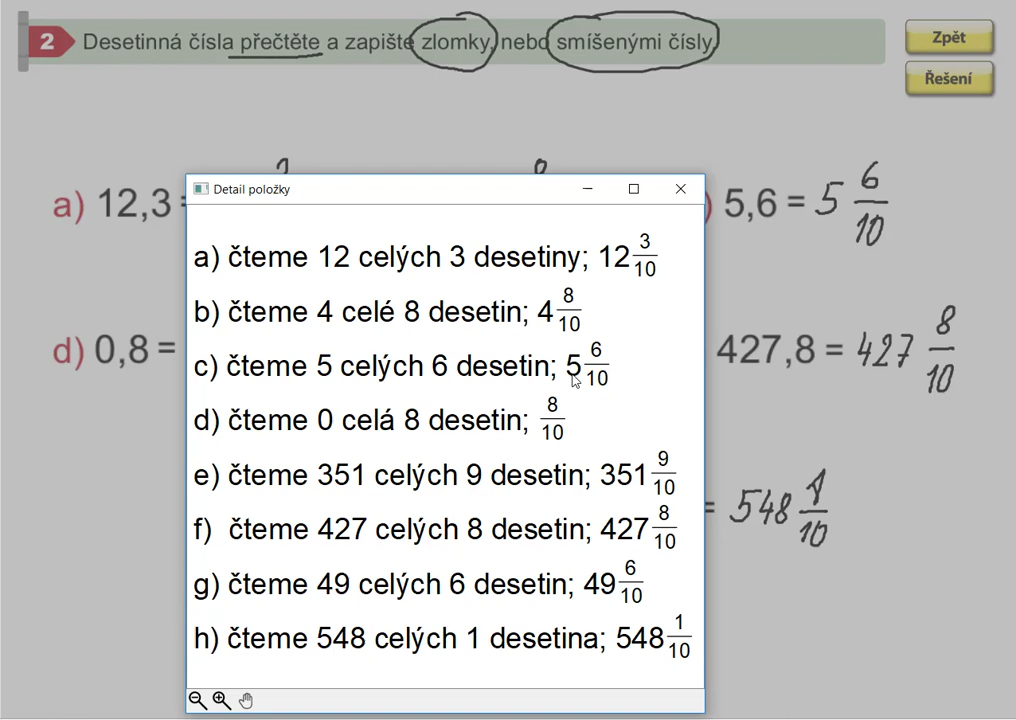 2 Desetinná čísla přečtěte a zapište zlomky, nebo smíšenými čísly.
Zpět
Řešení
a) 12,3 =
) 5,6 = 5 6/10
d) 0,8 =
427,8 = 427 8/10
= 548 1/10
Detail položky
a) čteme 12 celých 3 desetiny; 12 3/10
b) čteme 4 celé 8 desetin; 4 8/10
c) čteme 5 celých 6 desetin; 5 6/10
d) čteme 0 celá 8 desetin; 8/10
e) čteme 351 celých 9 desetin; 351 9/10
f) čteme 427 celých 8 desetin; 427 8/10
g) čteme 49 celých 6 desetin; 49 6/10
h) čteme 548 celých 1 desetina; 548 1/10